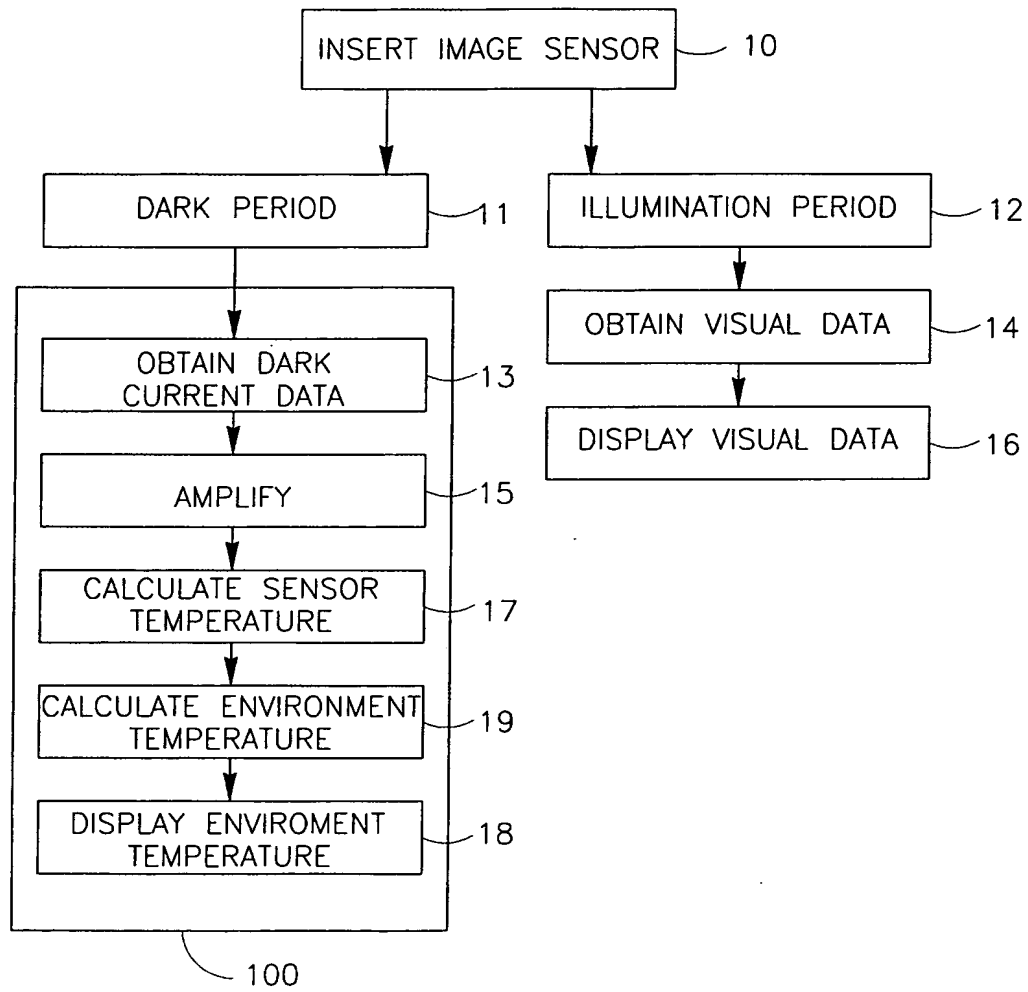 INSERT IMAGE SENSOR
10
DARK PERIOD
11
ILLUMINATION PERIOD
12
OBTAIN DARK
CURRENT DATA
13
OBTAIN VISUAL DATA
14
AMPLIFY
15
DISPLAY VISUAL DATA
16
CALCULATE SENSOR
TEMPERATURE
17
CALCULATE ENVIRONMENT
TEMPERATURE
19
DISPLAY ENVIROMENT
TEMPERATURE
18
100